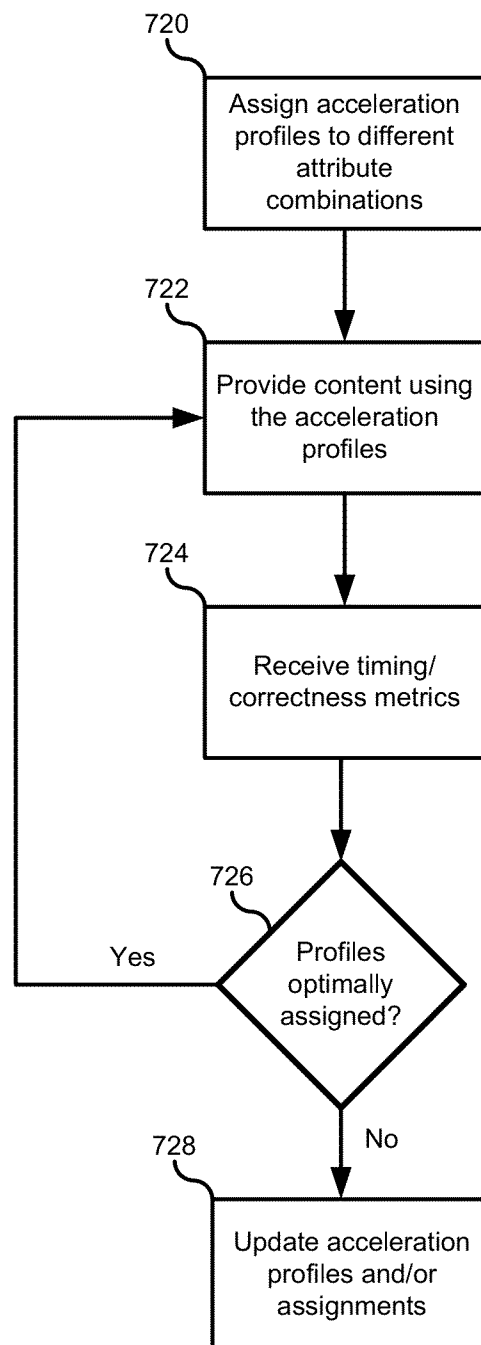 720
Assign acceleration
profiles to different
attribute
combinations
722
Provide content using
the acceleration
profiles
724
Receive timing/
correctness metrics
726
Profiles
optimally
assigned?
Yes
No
728
Update acceleration
profiles and/or
assignments